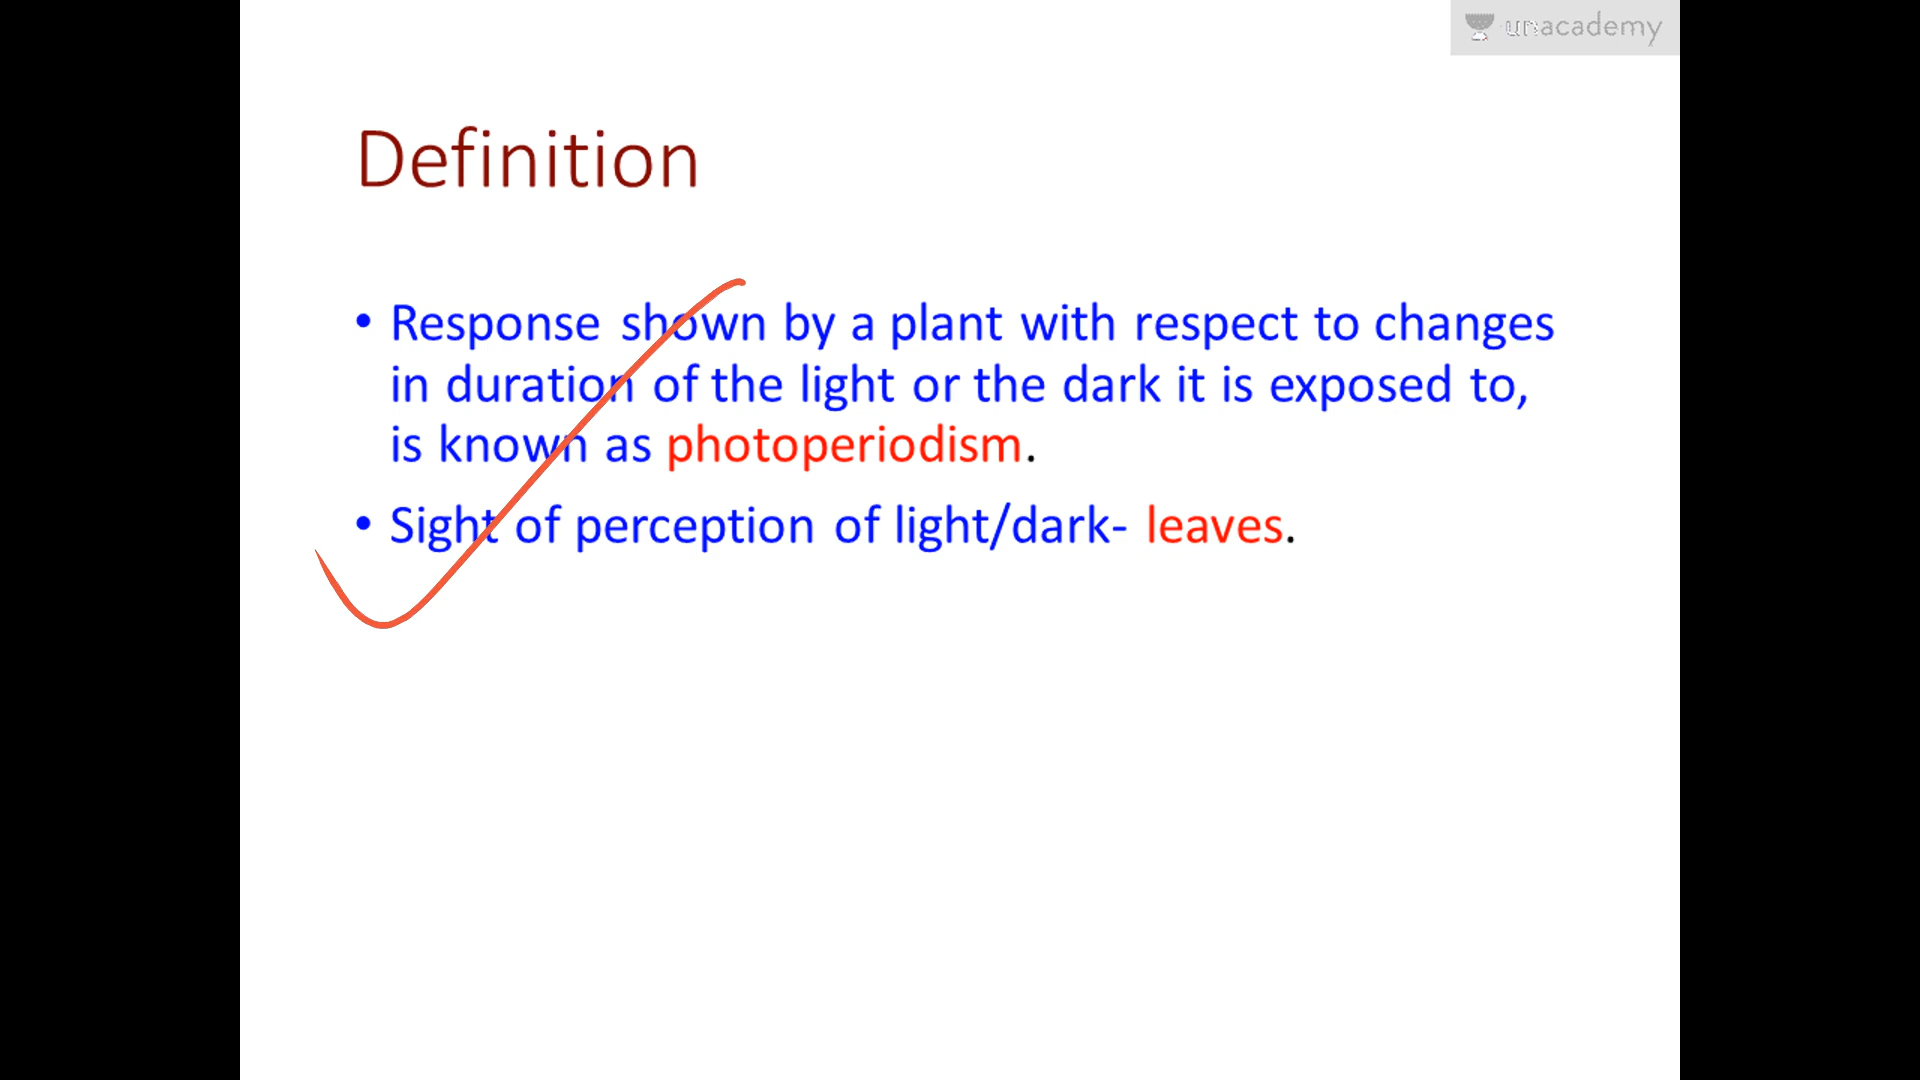 unacademy
Definition
• Response shown by a plant with respect to changes
in duration of the light or the dark it is exposed to,
is known as photoperiodism.
• Sight of perception of light/dark- leaves.